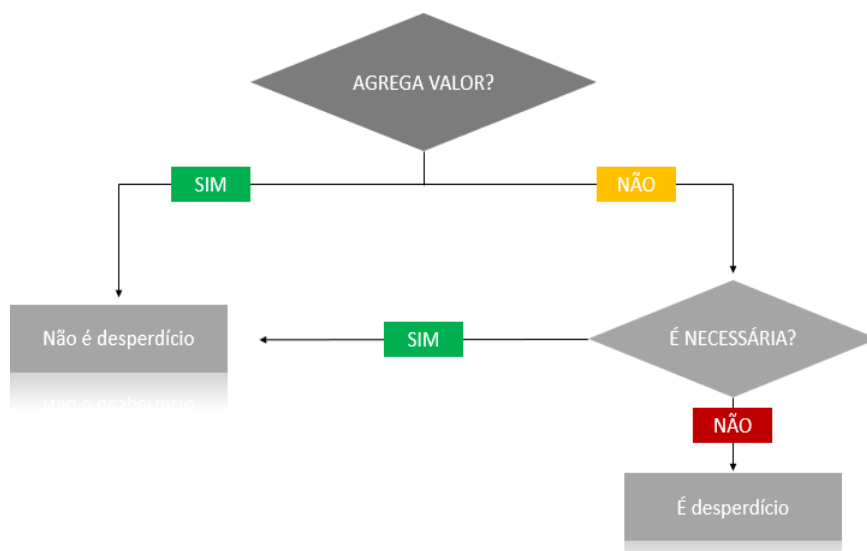 AGREGA VALOR?
SIM
NÃO
Não é desperdício
SIM
É NECESSÁRIA?
NÃO
É desperdício